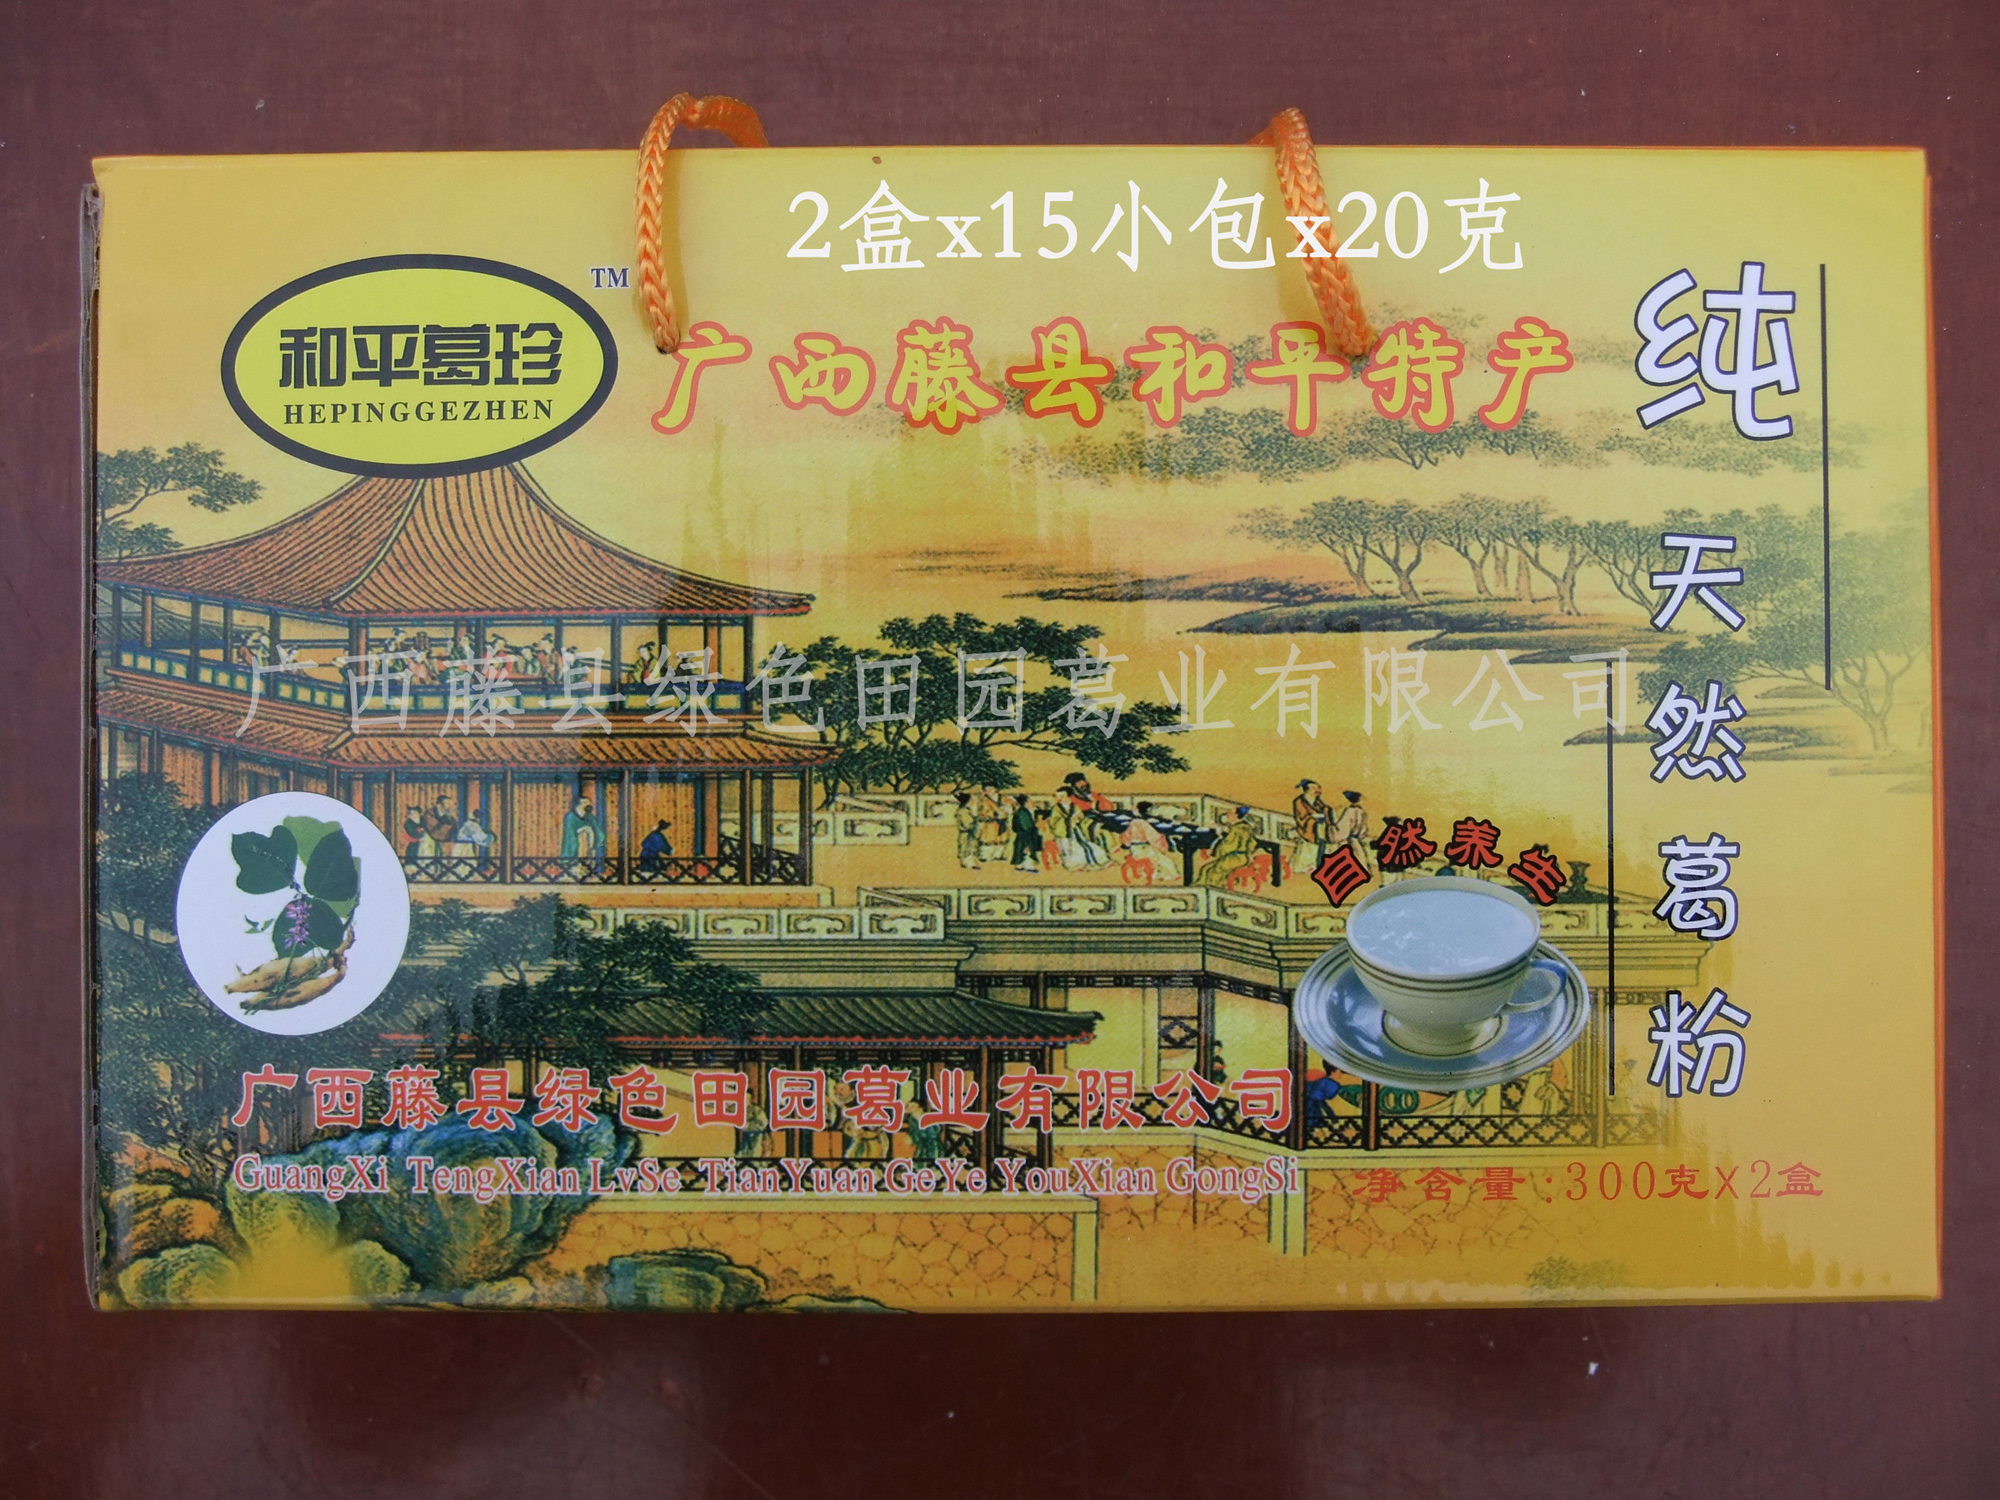 2盒x15小包x20克
TM
和平葛珍
HEPINGGEZHEN
广西藤县和平特产
纯天然葛粉
广西藤县绿色田园葛业有限公司
自然养生
广西藤县绿色田园葛业有限公司
GuangXi TengXian LvSe TianYuan GeYe YouXian GongSi
净含量:300克X2盒